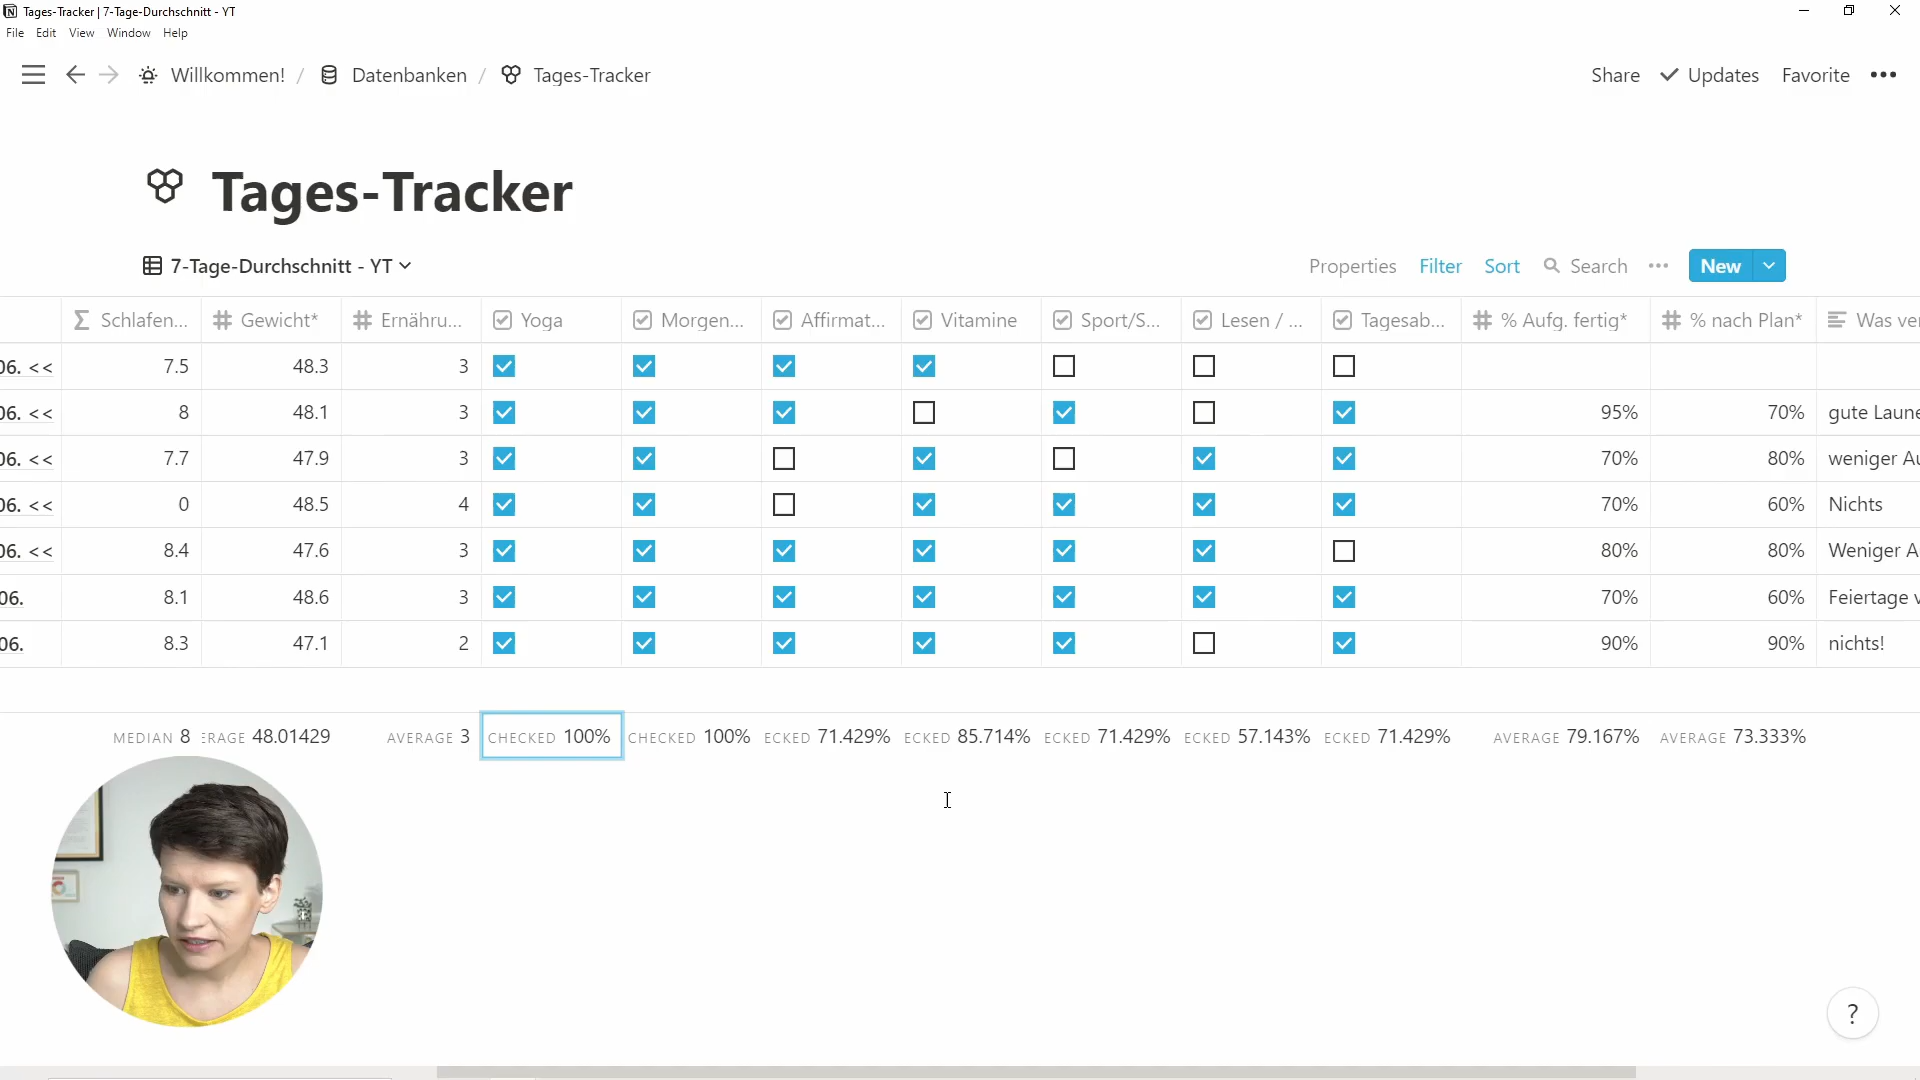 Tages-Tracker | 7-Tage-Durchschnitt - YT
File Edit View Window Help
Willkommen! / Datenbanken / Tages-Tracker
Share Updates Favorite •••
Tages-Tracker
7-Tage-Durchschnitt - YT
Properties Filter Sort Search ••• New
Σ Schlafen... # Gewicht* # Ernähru... Yoga Morgen... Affirmat... Vitamine Sport/S... Lesen / ... Tagesab... # % Aufg. fertig* # % nach Plan* Was ver
06. << 7.5 48.3 3
06. << 8 48.1 3 95% 70% gute Laune
06. << 7.7 47.9 3 70% 80% weniger Au
06. << 0 48.5 4 70% 60% Nichts
06. << 8.4 47.6 3 80% 80% Weniger A
06. 8.1 48.6 3 70% 60% Feiertage v
06. 8.3 47.1 2 90% 90% nichts!
MEDIAN 8 ERAGE 48.01429 AVERAGE 3 CHECKED 100% CHECKED 100% ECKED 71.429% ECKED 85.714% ECKED 71.429% ECKED 57.143% ECKED 71.429% AVERAGE 79.167% AVERAGE 73.333%
?